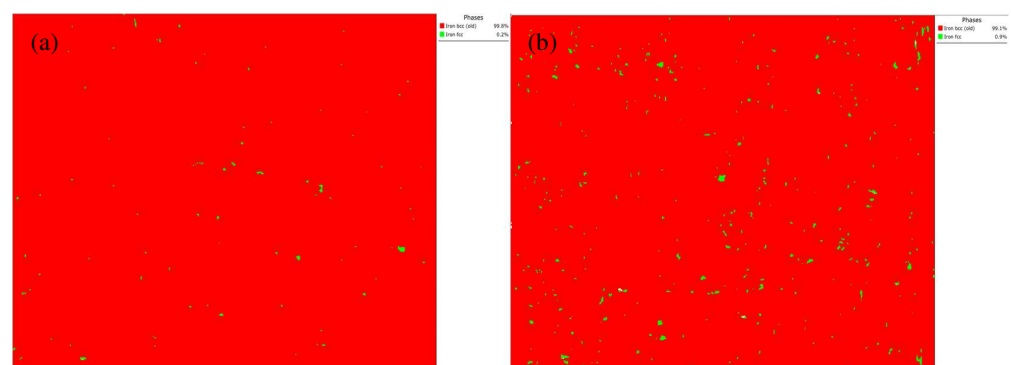 (a)
Phases
Iron bcc (old) 99.8%
Iron fcc 0.2%
(b)
Phases
Iron bcc (old) 99.1%
Iron fcc 0.9%